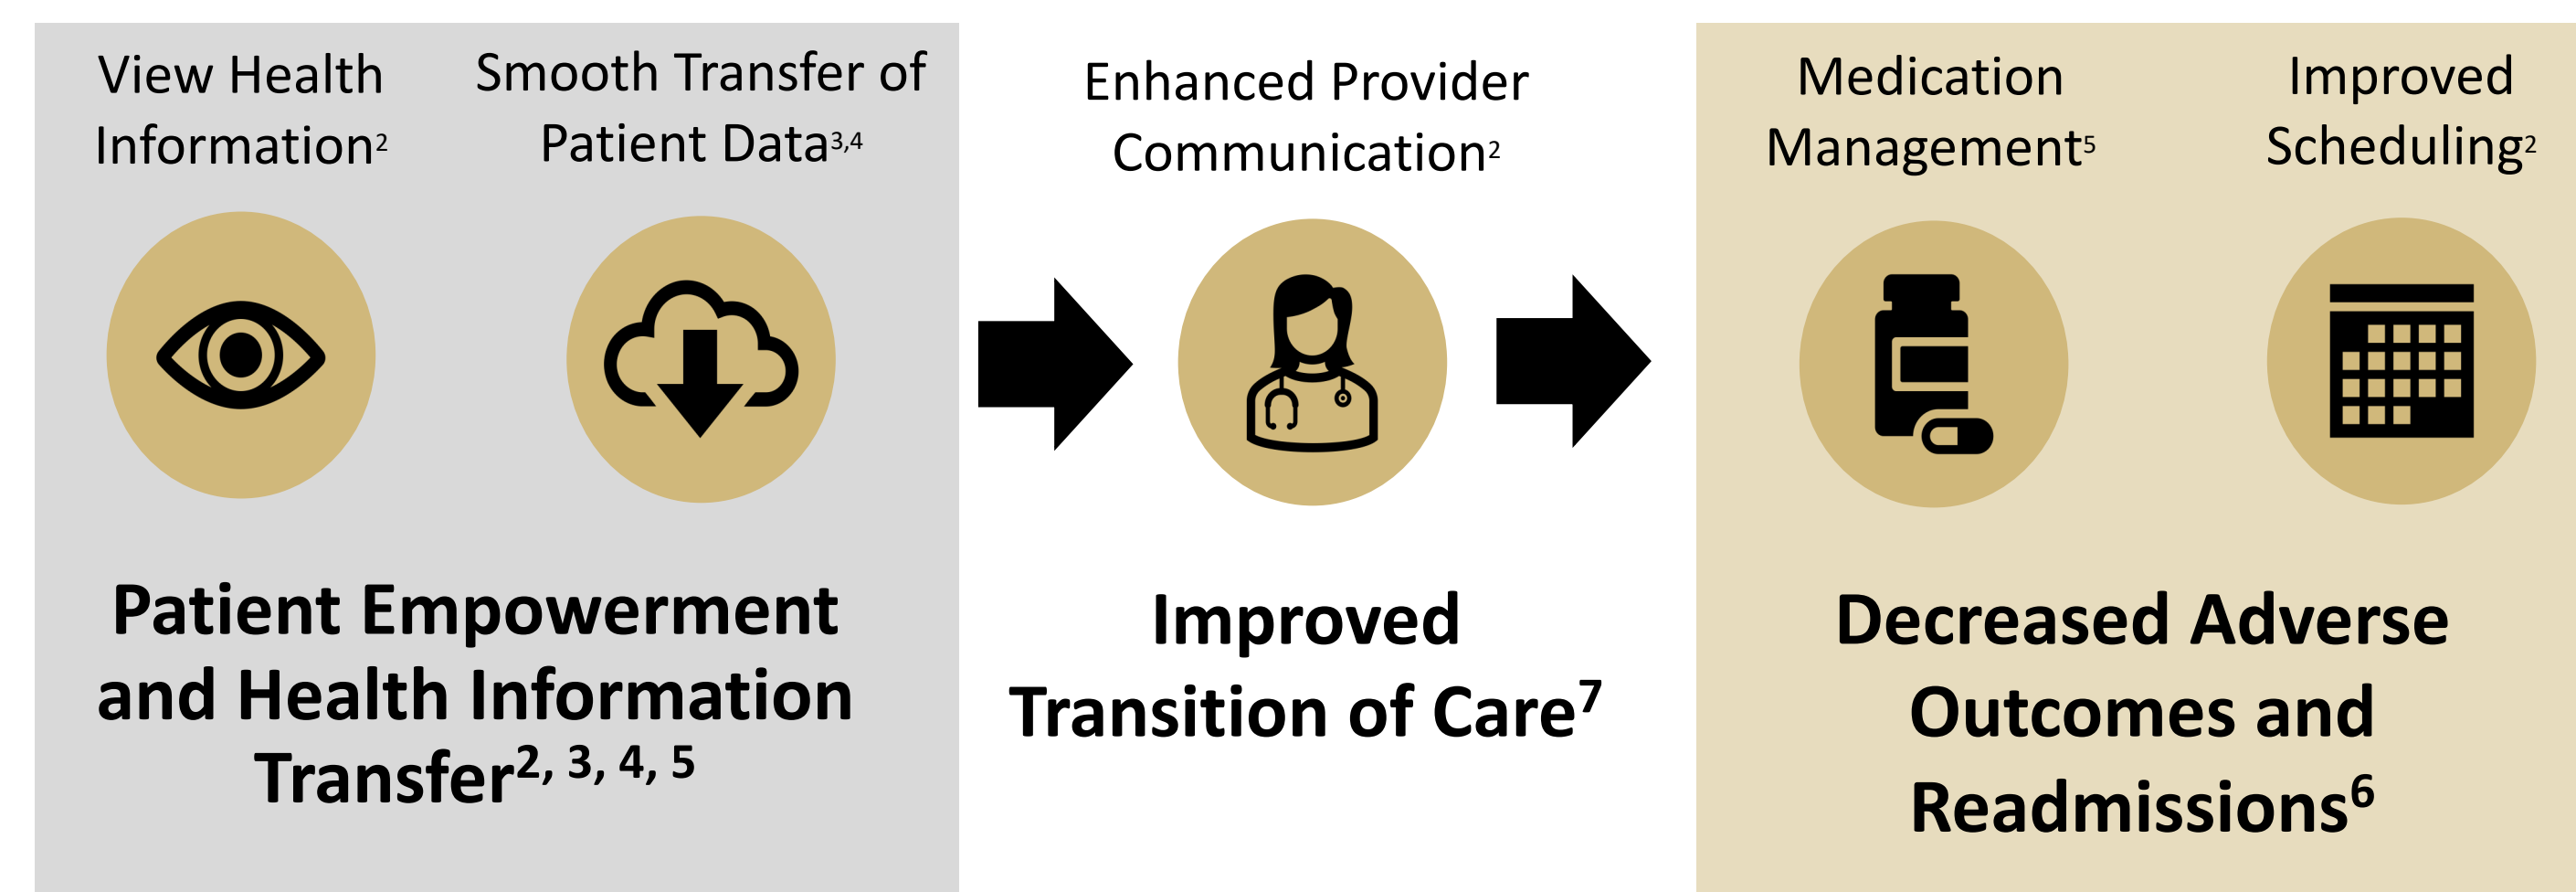 View Health
Information2
Smooth Transfer of
Patient Data3,4
Enhanced Provider
Communication2
Medication
Management5
Improved
Scheduling2
Patient Empowerment
and Health Information
Transfer2, 3, 4, 5
Improved
Transition of Care7
Decreased Adverse
Outcomes and
Readmissions6